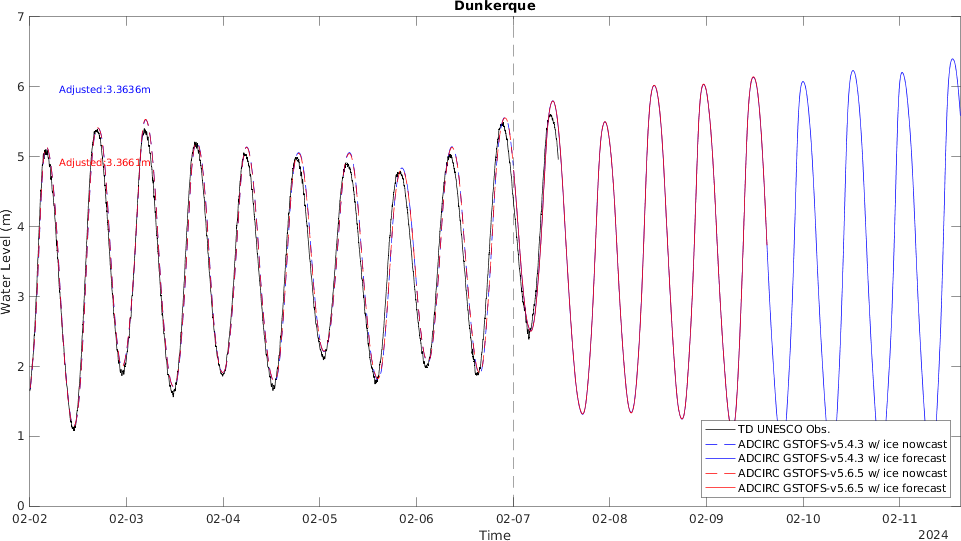 Dunkerque
7
6
5
4
3
2
1
0
Water Level (m)
Adjusted:3.3636m
Adjusted:3.3661m
TD UNESCO Obs.
ADCIRC GSTOFS-v5.4.3 w/ ice nowcast
ADCIRC GSTOFS-v5.4.3 w/ ice forecast
ADCIRC GSTOFS-v5.6.5 w/ ice nowcast
ADCIRC GSTOFS-v5.6.5 w/ ice forecast
02-02 02-03 02-04 02-05 02-06 02-07 02-08 02-09 02-10 02-11
Time
2024